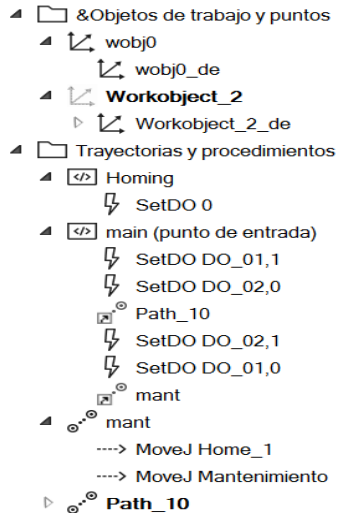 &Objetos de trabajo y puntos
wobj0
wobj0_de
Workobject_2
Workobject_2_de
Trayectorias y procedimientos
Homing
SetDO 0
main (punto de entrada)
SetDO DO_01,1
SetDO DO_02,0
Path_10
SetDO DO_02,1
SetDO DO_01,0
mant
mant
MoveJ Home_1
MoveJ Mantenimiento
Path_10